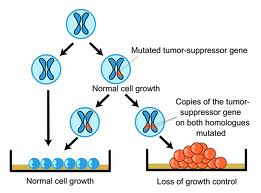 Mutated tumor-suppressor gene
Normal cell growth
Copies of the tumor-
suppressor gene
on both homologues
mutated
Normal cell growth
Loss of growth control